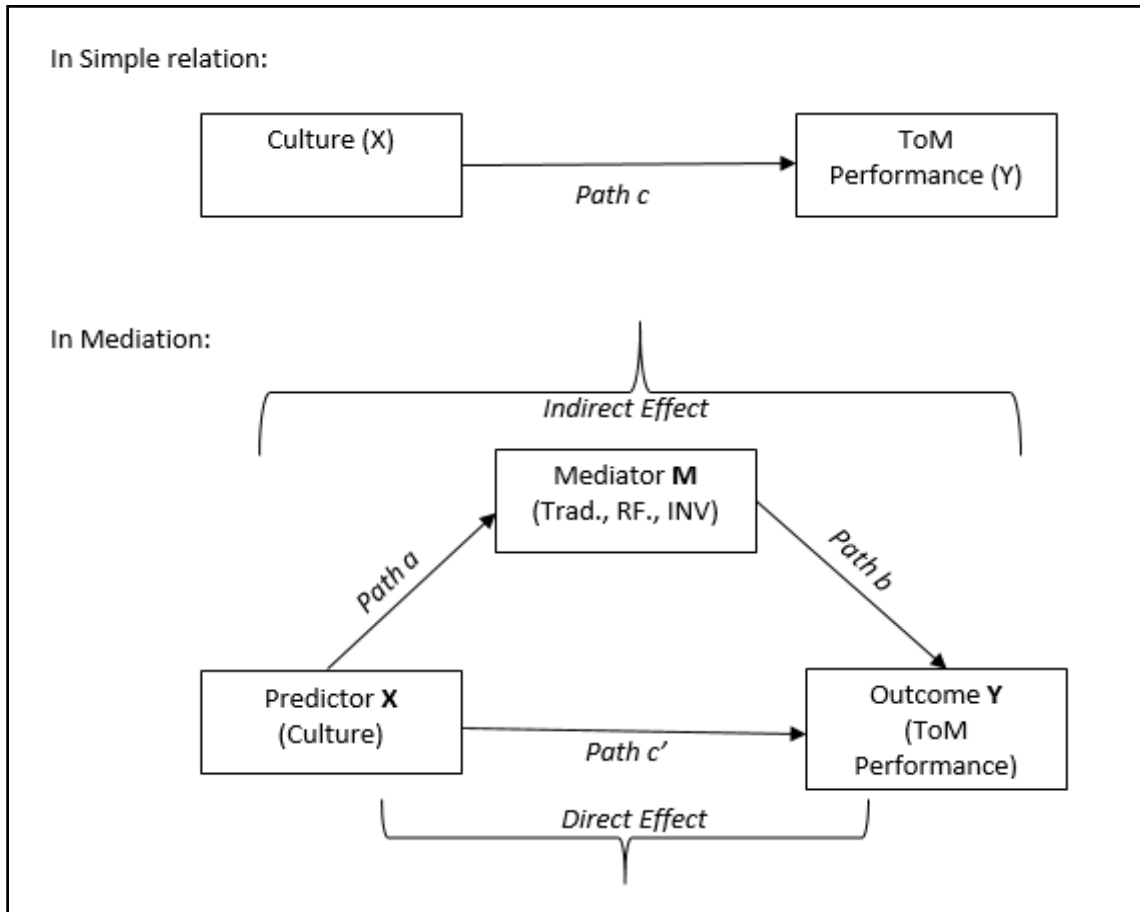 In Simple relation:
Culture (X)
ToM
Performance (Y)
Path c
In Mediation:
Indirect Effect
Mediator M
(Trad., RF., INV)
Path a
Path b
Predictor X
(Culture)
Outcome Y
(ToM
Performance)
Path c’
Direct Effect